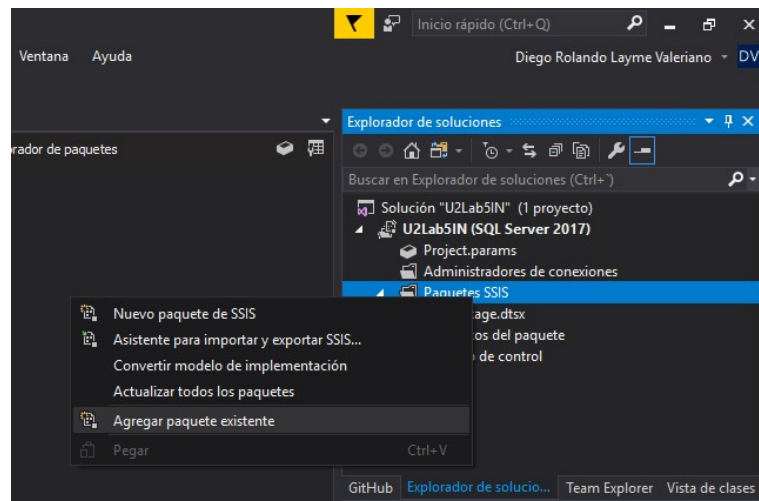 Inicio rápido (Ctrl+Q)
Ventana Ayuda
Diego Rolando Layme Valeriano DV
Explorador de soluciones
rador de paquetes
Buscar en Explorador de soluciones (Ctrl+`)
Solución "U2Lab5IN" (1 proyecto)
U2Lab5IN (SQL Server 2017)
Project.params
Administradores de conexiones
Paquetes SSIS
age.dtsx
os del paquete
de control
Nuevo paquete de SSIS
Asistente para importar y exportar SSIS...
Convertir modelo de implementación
Actualizar todos los paquetes
Agregar paquete existente
Pegar Ctrl+V
GitHub Explorador de solucio... Team Explorer Vista de clases